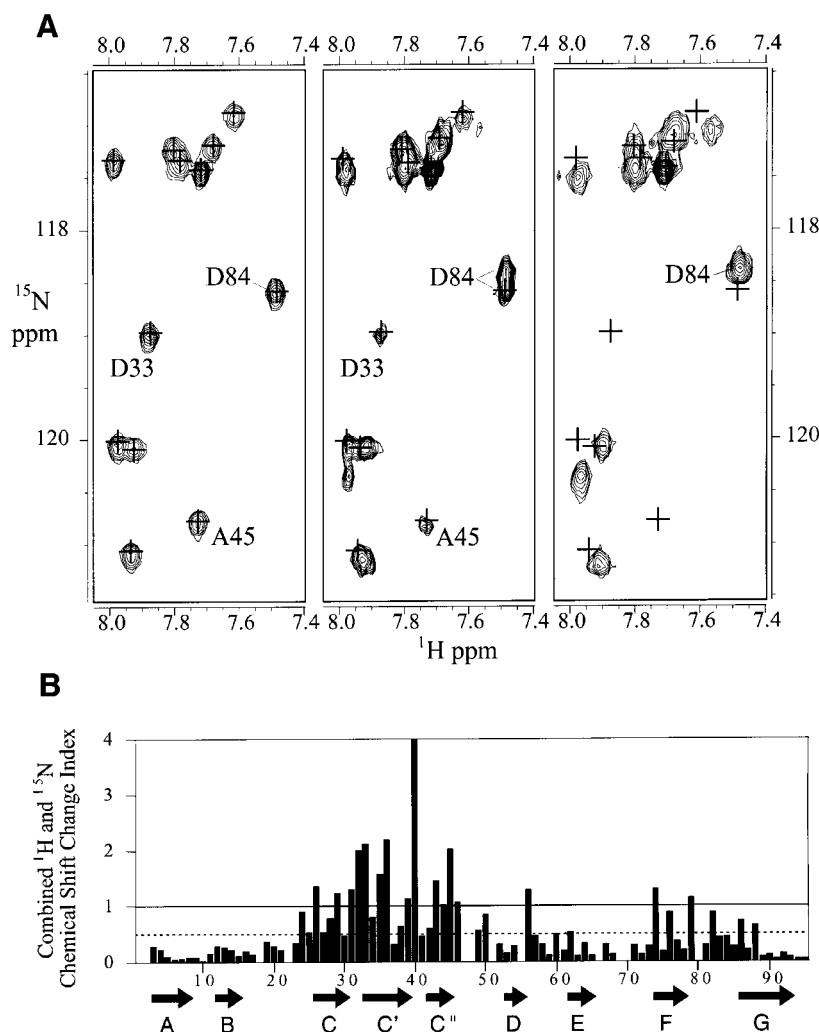 A
8.0 7.8 7.6 7.4 8.0 7.8 7.6 7.4 8.0 7.8 7.6 7.4
118 118
15N
ppm
D84 D84 D84
D33 D33
120 120
A45 A45
8.0 7.8 7.6 7.4 8.0 7.8 7.6 7.4 8.0 7.8 7.6 7.4
1H ppm
B
Combined 1H and 15N
Chemical Shift Change Index
4
3
2
1
0
10 20 30 40 50 60 70 80 90
A B C C' C" D E F G